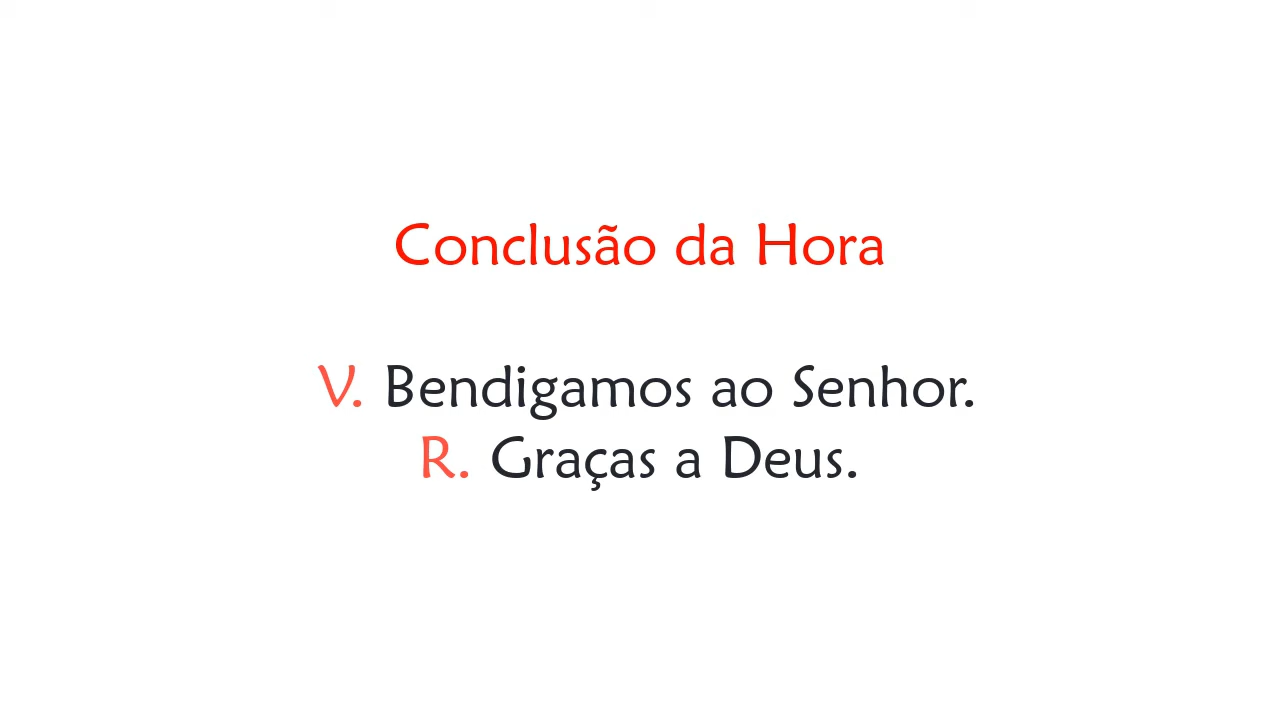 Conclusão da Hora
V. Bendigamos ao Senhor.
R. Graças a Deus.